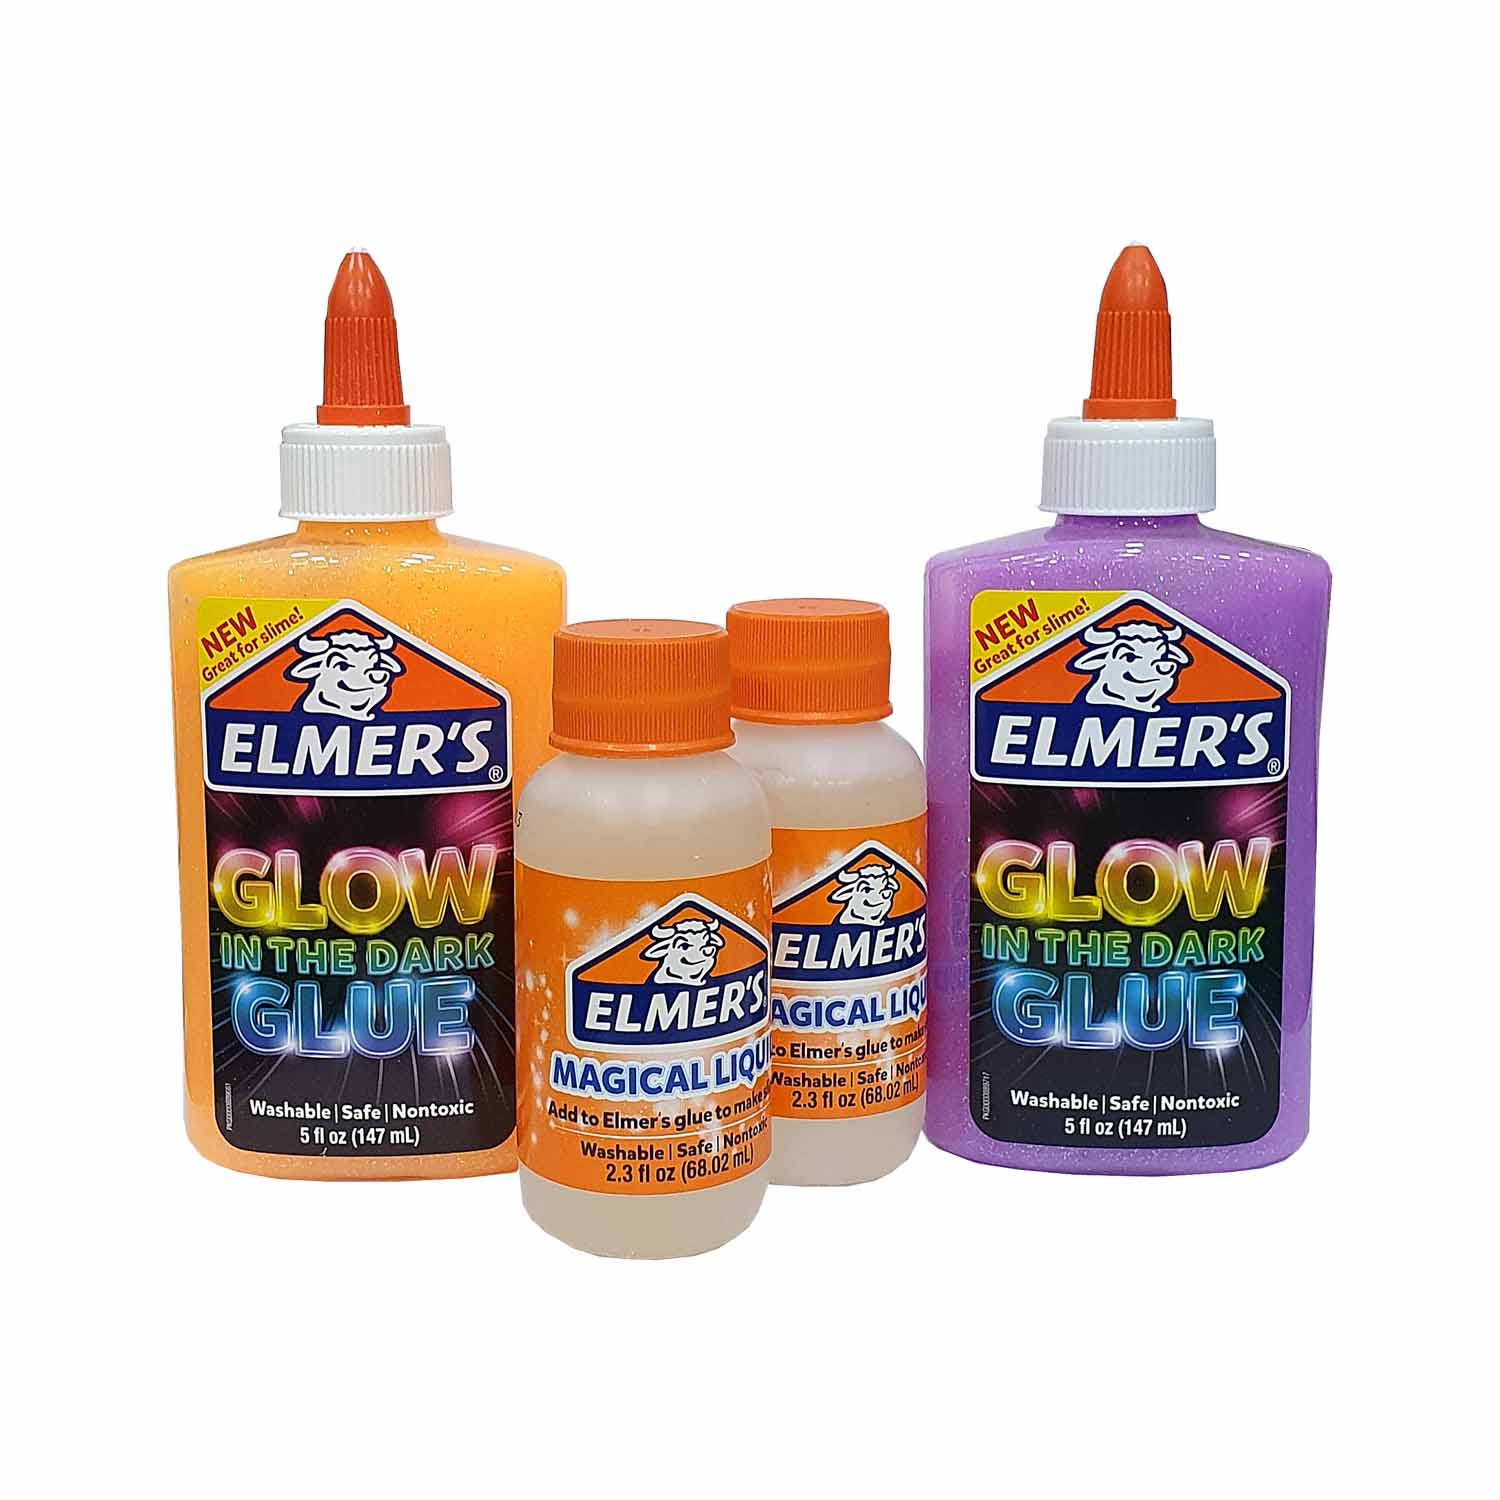 NEW
Great for slime!
ELMER'S®
GLOW
IN THE DARK
GLUE
Washable | Safe | Nontoxic
5 fl oz (147 mL)
ELMER'S
MAGICAL LIQUI
Add to Elmer's glue to make
Washable | Safe | Nontoxic
2.3 fl oz (68.02 mL)
ELMER'S
AGICAL LIQU
to Elmer's glue to make
Washable | Safe | Nontox
2.3 fl oz (68.02 mL)
NEW
Great for slime!
ELMER'S®
GLOW
IN THE DARK
GLUE
Washable | Safe | Nontoxic
5 fl oz (147 mL)